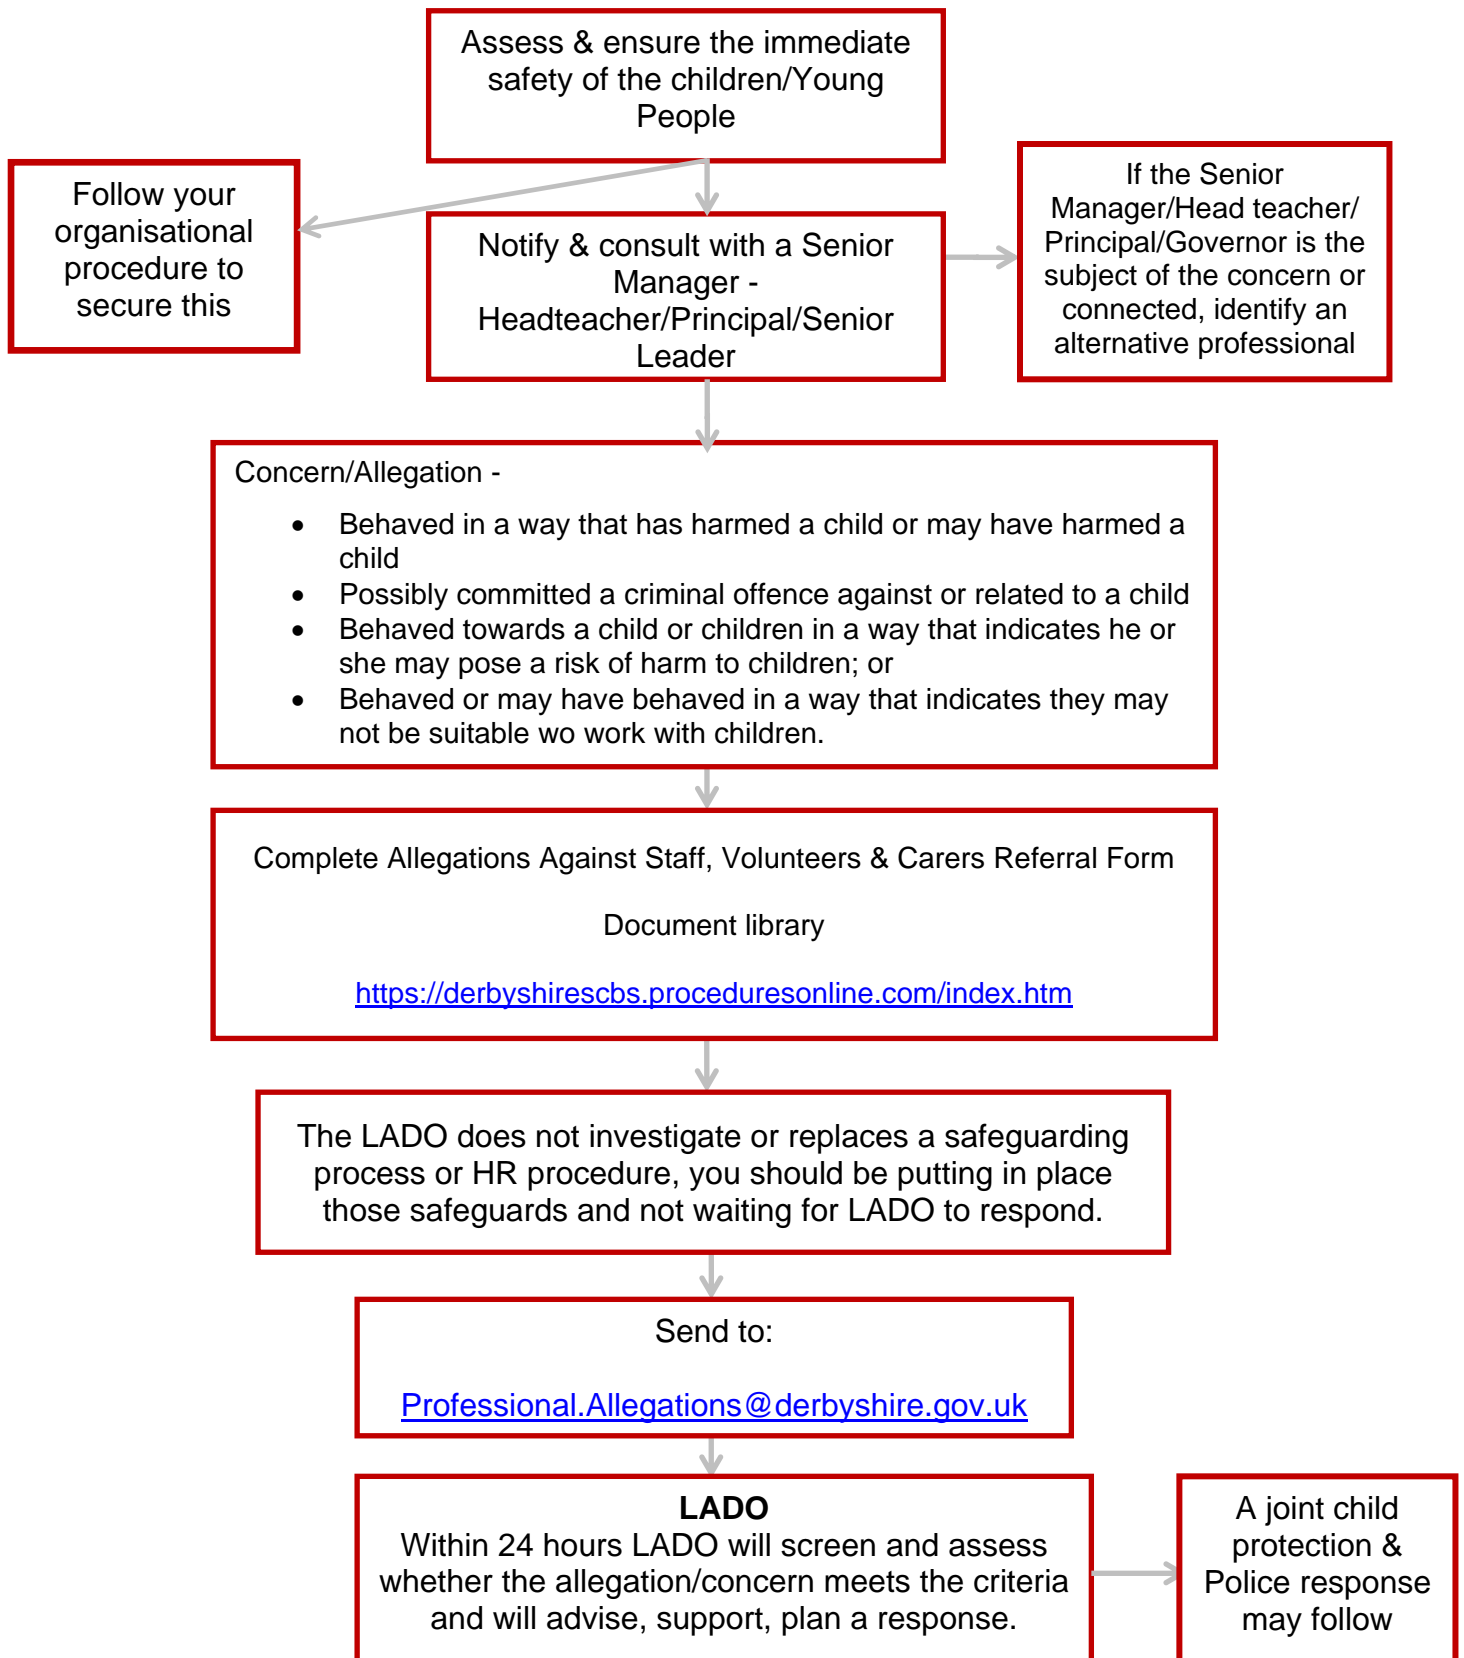 Assess & ensure the immediate
safety of the children/Young
People
Follow your
organisational
procedure to
secure this
Notify & consult with a Senior
Manager -
Headteacher/Principal/Senior
Leader
If the Senior
Manager/Head teacher/
Principal/Governor is the
subject of the concern or
connected, identify an
alternative professional
Concern/Allegation -
• Behaved in a way that has harmed a child or may have harmed a
child
• Possibly committed a criminal offence against or related to a child
• Behaved towards a child or children in a way that indicates he or
she may pose a risk of harm to children; or
• Behaved or may have behaved in a way that indicates they may
not be suitable wo work with children.
Complete Allegations Against Staff, Volunteers & Carers Referral Form
Document library
https://derbyshirescbs.proceduresonline.com/index.htm
The LADO does not investigate or replaces a safeguarding
process or HR procedure, you should be putting in place
those safeguards and not waiting for LADO to respond.
Send to:
Professional.Allegations@derbyshire.gov.uk
LADO
Within 24 hours LADO will screen and assess
whether the allegation/concern meets the criteria
and will advise, support, plan a response.
A joint child
protection &
Police response
may follow